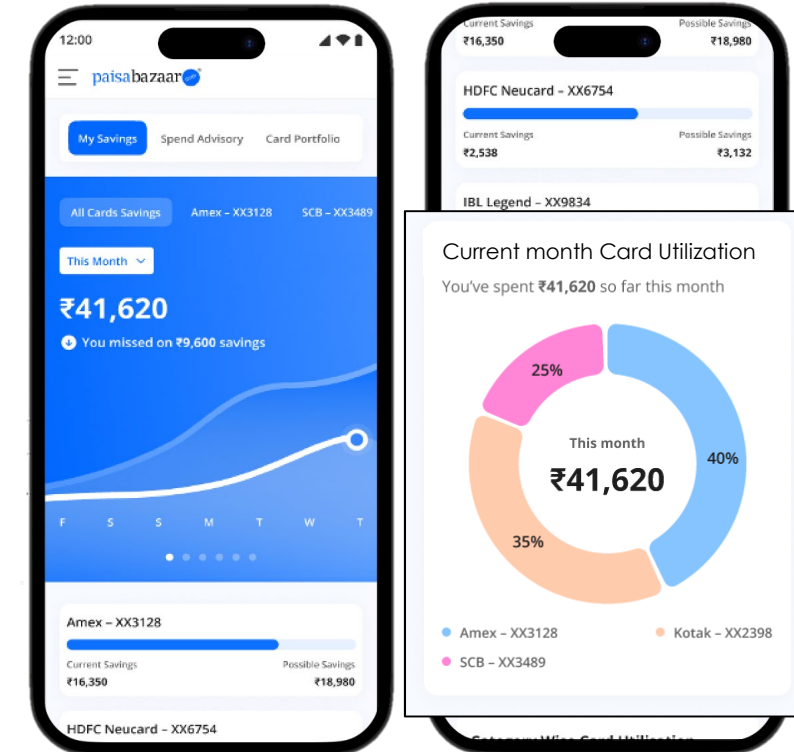 12:00
paisabazaar
My Savings Spend Advisory Card Portfolio
All Cards Savings Amex – XX3128 SCB – XX3489
This Month
₹41,620
You missed on ₹9,600 savings
F S S M T W T
Amex – XX3128
Current Savings Possible Savings
₹16,350 ₹18,980
HDFC Neucard – XX6754
Current Savings Possible Savings
₹16,350 ₹18,980
HDFC Neucard – XX6754
Current Savings Possible Savings
₹2,538 ₹3,132
IBL Legend – XX9834
Current month Card Utilization
You've spent ₹41,620 so far this month
25%
40%
35%
This month
₹41,620
Amex – XX3128 Kotak – XX2398
SCB – XX3489
Category Wise Card Utilisation